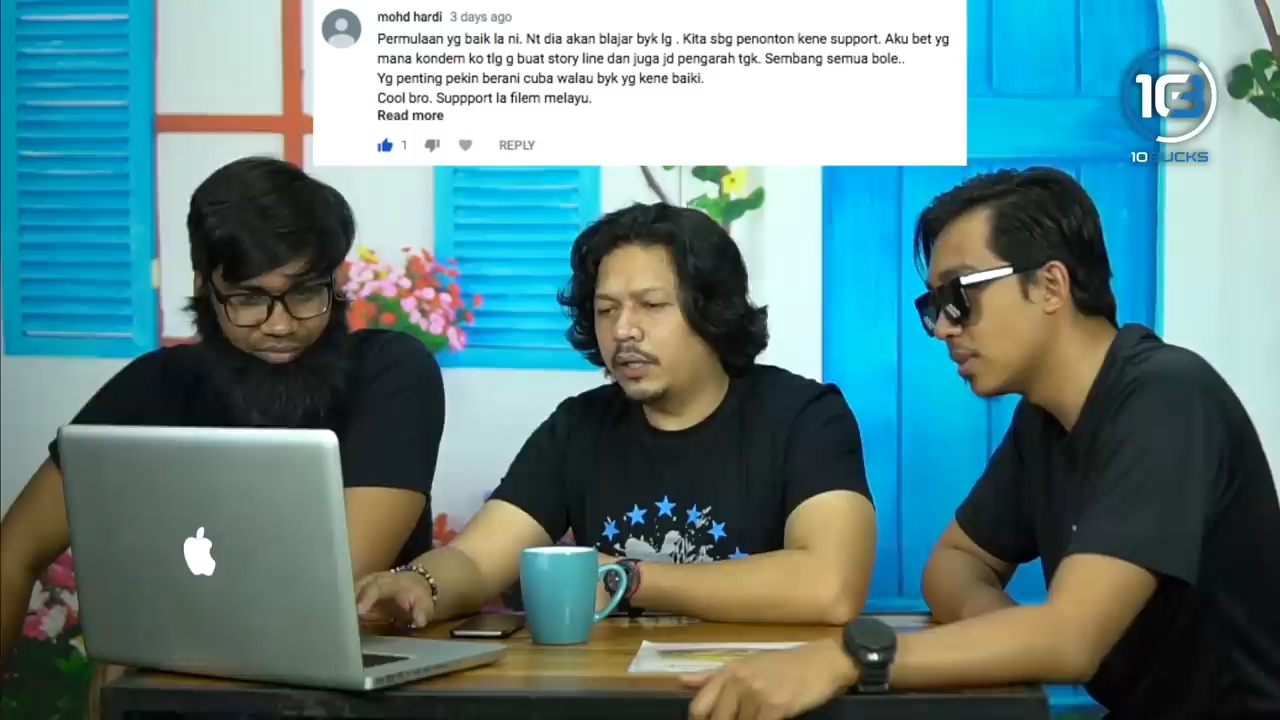 mohd hardi 3 days ago
Permulaan yg baik la ni. Nt dia akan blajar byk lg . Kita sbg penonton kene support. Aku bet yg
mana kondem ko tlg g buat story line dan juga jd pengarah tgk. Sembang semua bole..
Yg penting pekin berani cuba walau byk yg kene baiki.
Cool bro. Suppport la filem melayu.
Read more
1 REPLY
10B
10BUCKS